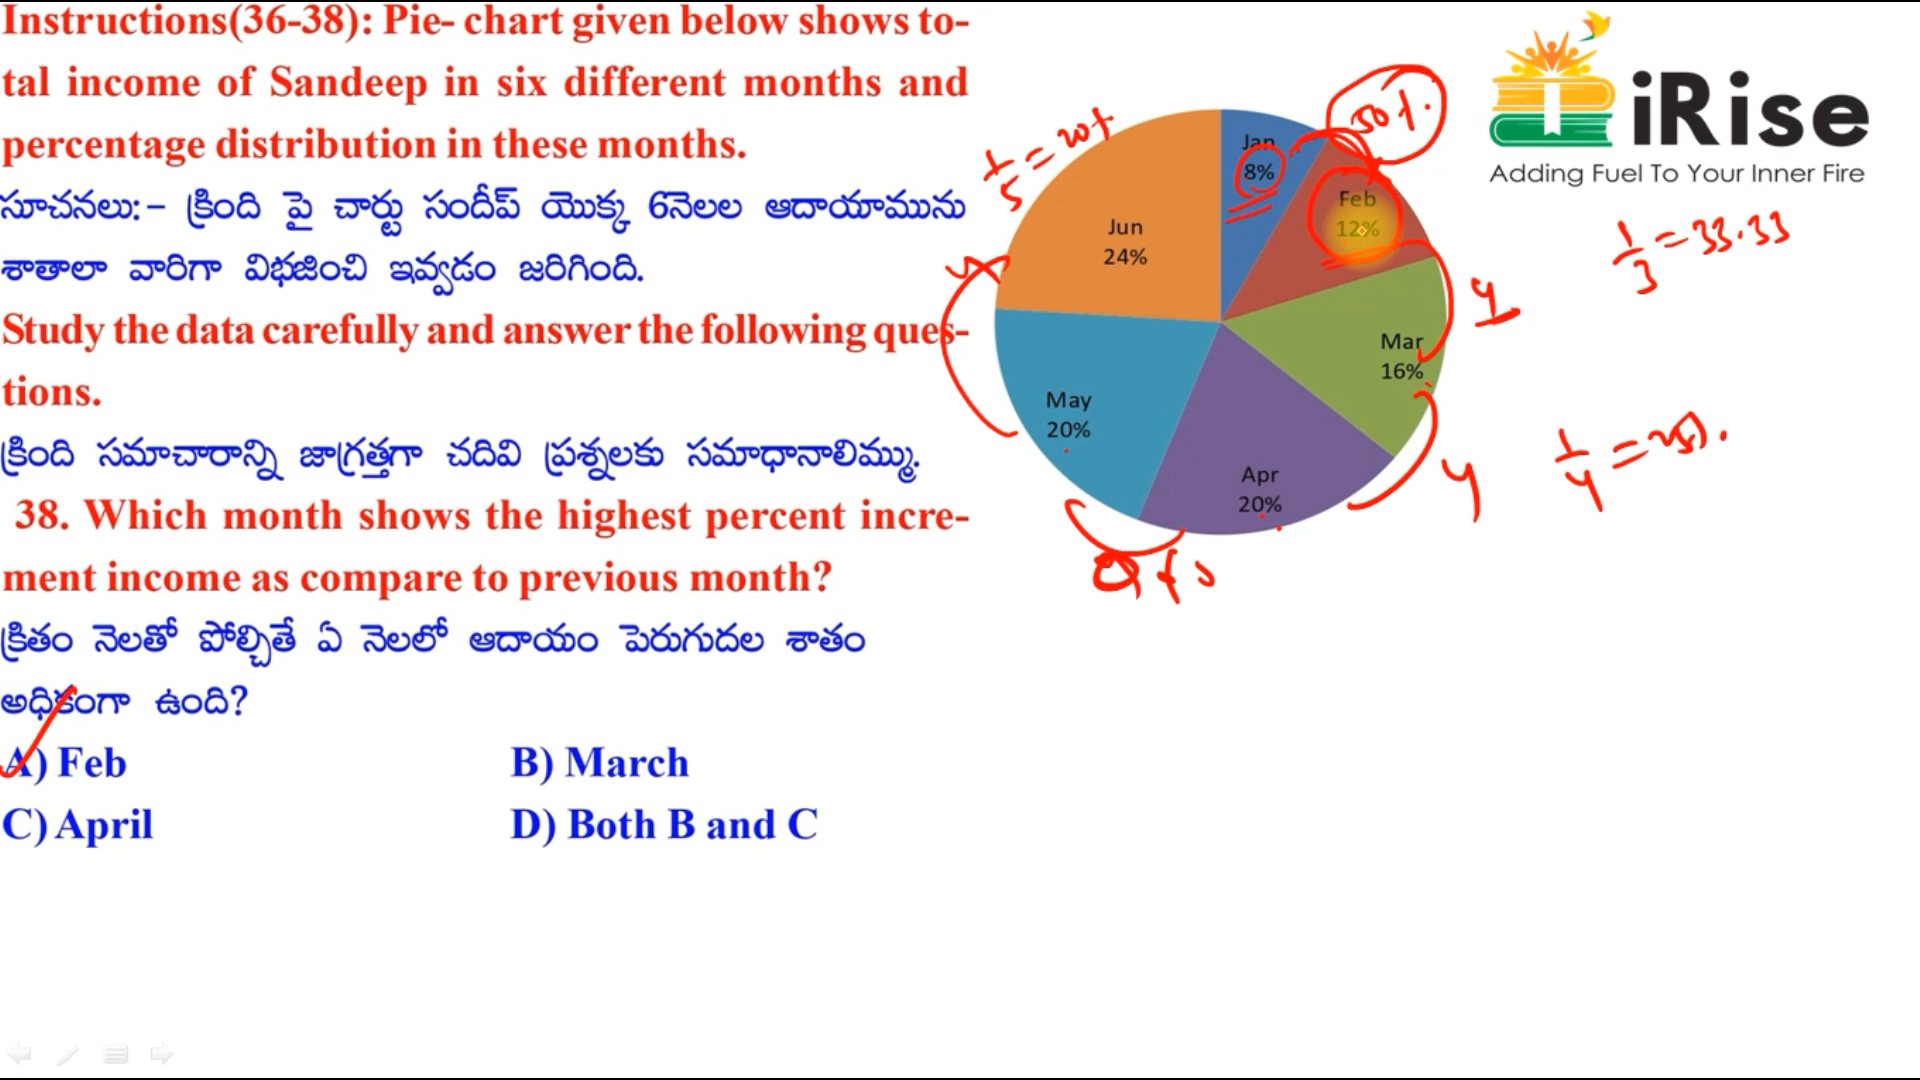 Instructions(36-38): Pie- chart given below shows to-
tal income of Sandeep in six different months and
percentage distribution in these months.
సూచనలు:– క్రింది పై చార్టు సందీప్ యొక్క 6నెలల ఆదాయామును
శాతాలా వారిగా విభజించి ఇవ్వడం జరిగింది.
Study the data carefully and answer the following ques-
tions.
క్రింది సమాచారాన్ని జాగ్రత్తగా చదివి ప్రశ్నలకు సమాధానాలిమ్ము.
38. Which month shows the highest percent incre-
ment income as compare to previous month?
క్రితం నెలతో పోల్చితే ఏ నెలలో ఆదాయం పెరుగుదల శాతం
అధికంగా ఉంది?
A) Feb
B) March
C) April
D) Both B and C
Jan
8%
Feb
12%
Mar
16%
Apr
20%
May
20%
Jun
24%
1/5 = 20%
50%.
4
1/3 = 33.33
4
1/4 = 25%.
iRise
Adding Fuel To Your Inner Fire